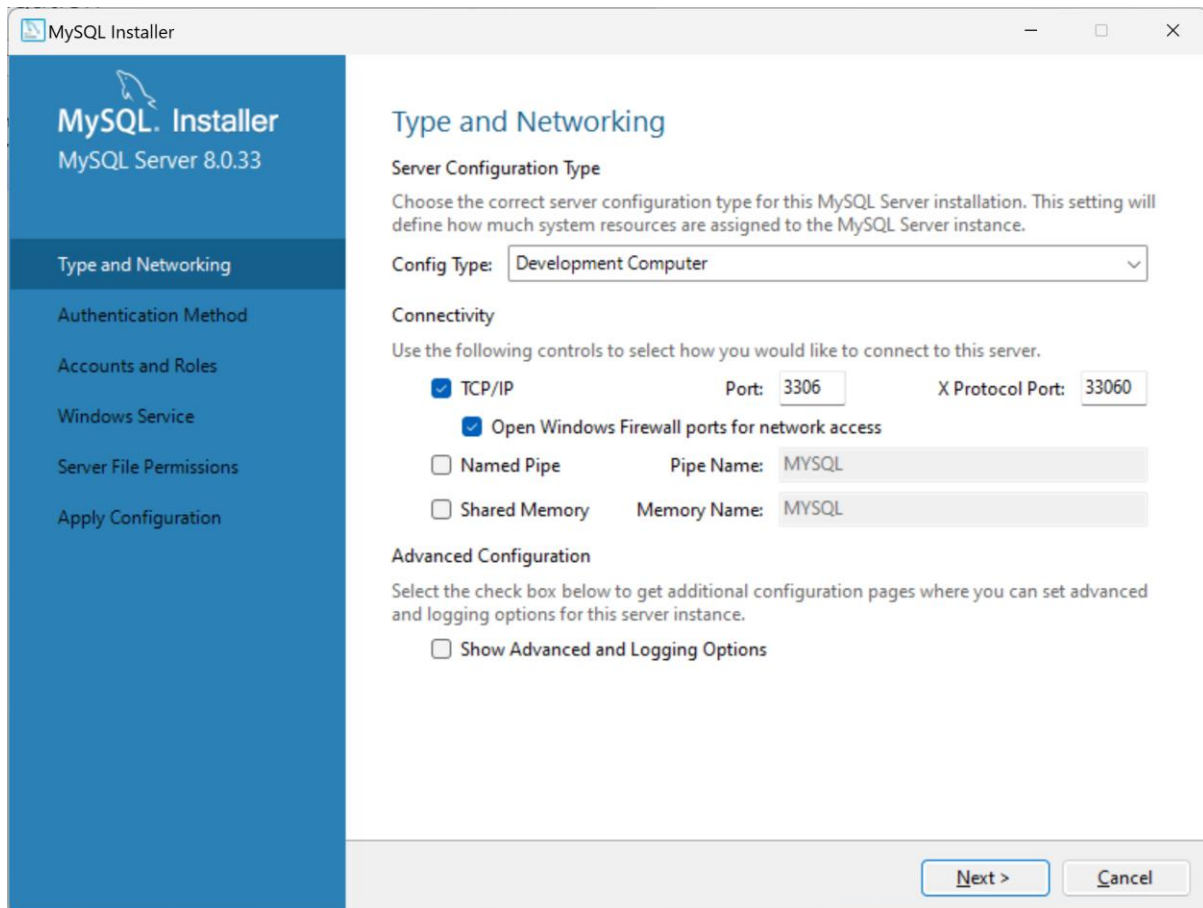 MySQL Installer
MySQL. Installer
MySQL Server 8.0.33
Type and Networking
Authentication Method
Accounts and Roles
Windows Service
Server File Permissions
Apply Configuration
Type and Networking
Server Configuration Type
Choose the correct server configuration type for this MySQL Server installation. This setting will
define how much system resources are assigned to the MySQL Server instance.
Config Type: Development Computer
Connectivity
Use the following controls to select how you would like to connect to this server.
TCP/IP Port: 3306 X Protocol Port: 33060
Open Windows Firewall ports for network access
Named Pipe Pipe Name: MYSQL
Shared Memory Memory Name: MYSQL
Advanced Configuration
Select the check box below to get additional configuration pages where you can set advanced
and logging options for this server instance.
Show Advanced and Logging Options
Next > Cancel